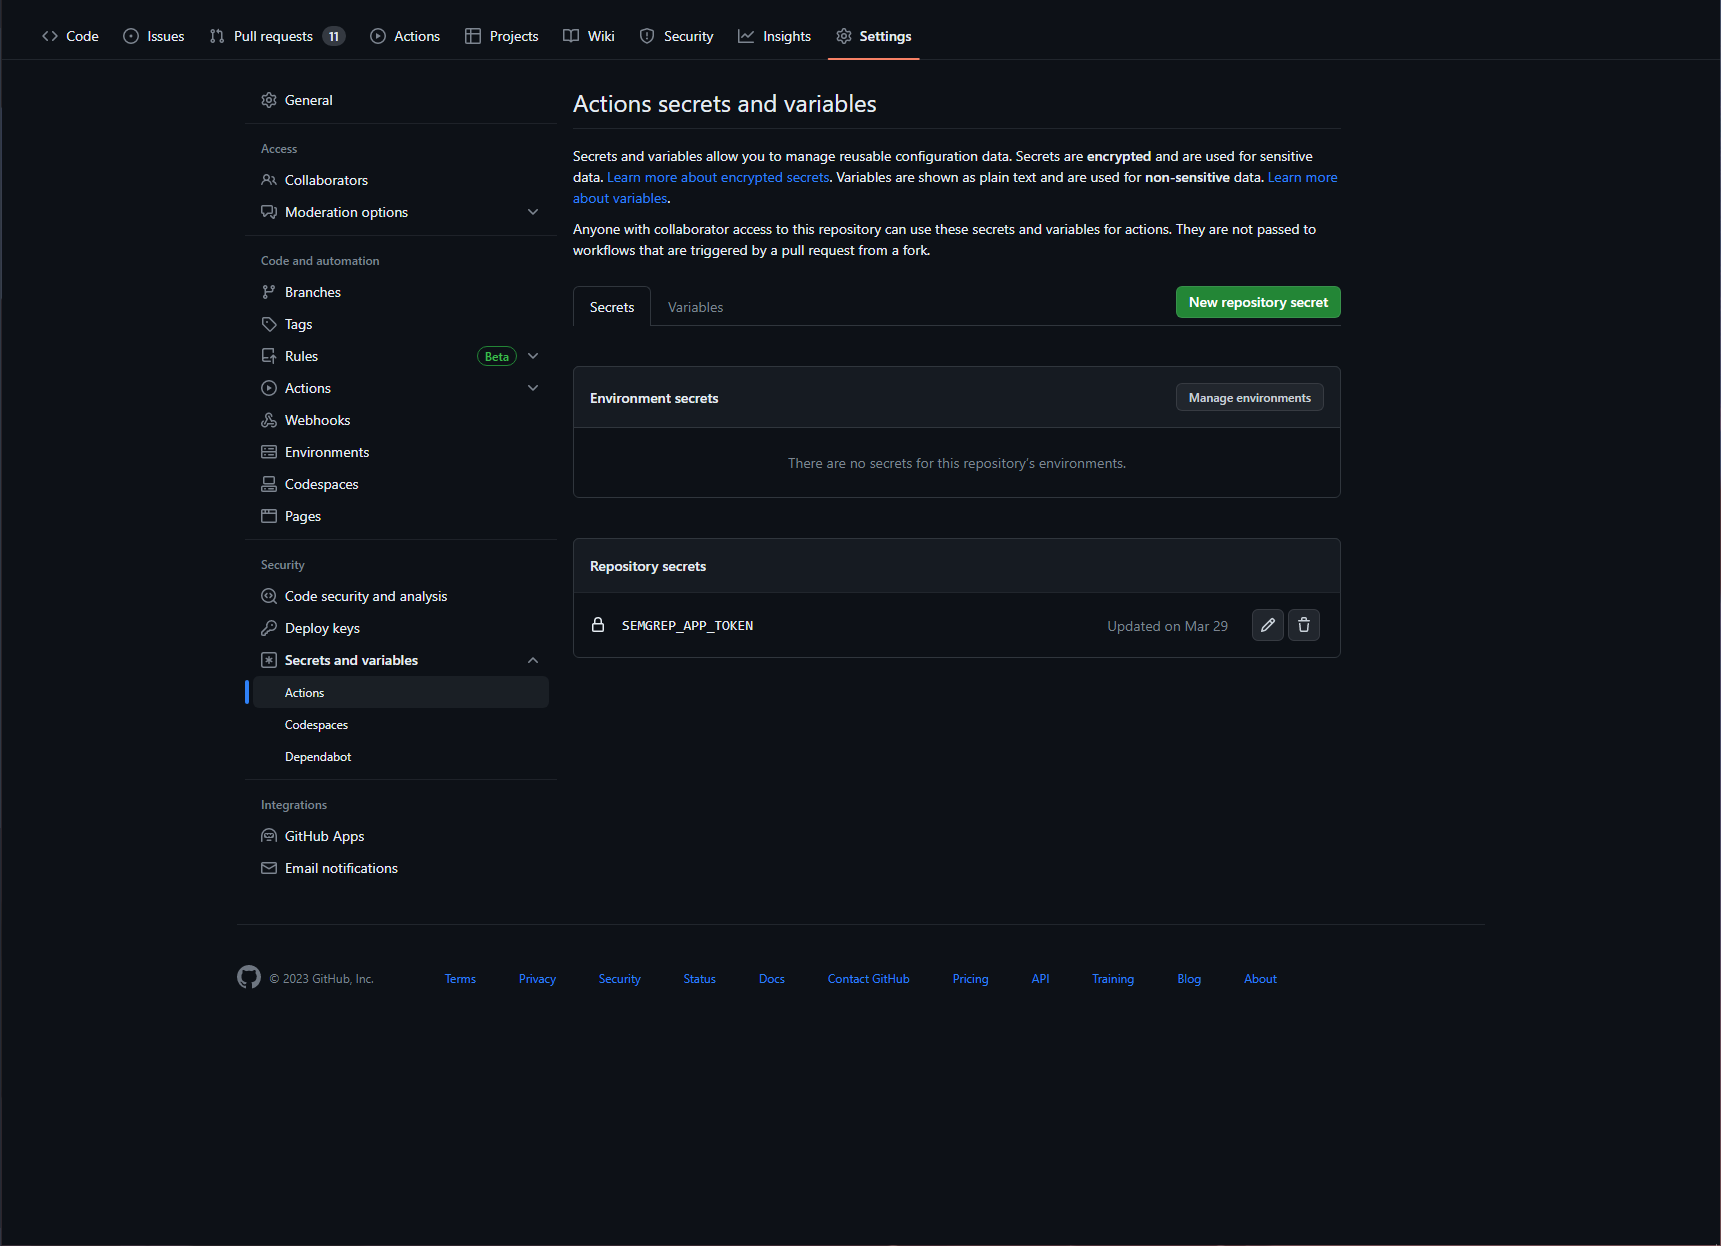 Code Issues Pull requests 11 Actions Projects Wiki Security Insights Settings
General
Access
Collaborators
Moderation options
Code and automation
Branches
Tags
Rules Beta
Actions
Webhooks
Environments
Codespaces
Pages
Security
Code security and analysis
Deploy keys
Secrets and variables
Actions
Codespaces
Dependabot
Integrations
GitHub Apps
Email notifications
Actions secrets and variables
Secrets and variables allow you to manage reusable configuration data. Secrets are encrypted and are used for sensitive
data. Learn more about encrypted secrets. Variables are shown as plain text and are used for non-sensitive data. Learn more
about variables.
Anyone with collaborator access to this repository can use these secrets and variables for actions. They are not passed to
workflows that are triggered by a pull request from a fork.
Secrets Variables New repository secret
Environment secrets Manage environments
There are no secrets for this repository's environments.
Repository secrets
SEMGREP_APP_TOKEN Updated on Mar 29
© 2023 GitHub, Inc. Terms Privacy Security Status Docs Contact GitHub Pricing API Training Blog About